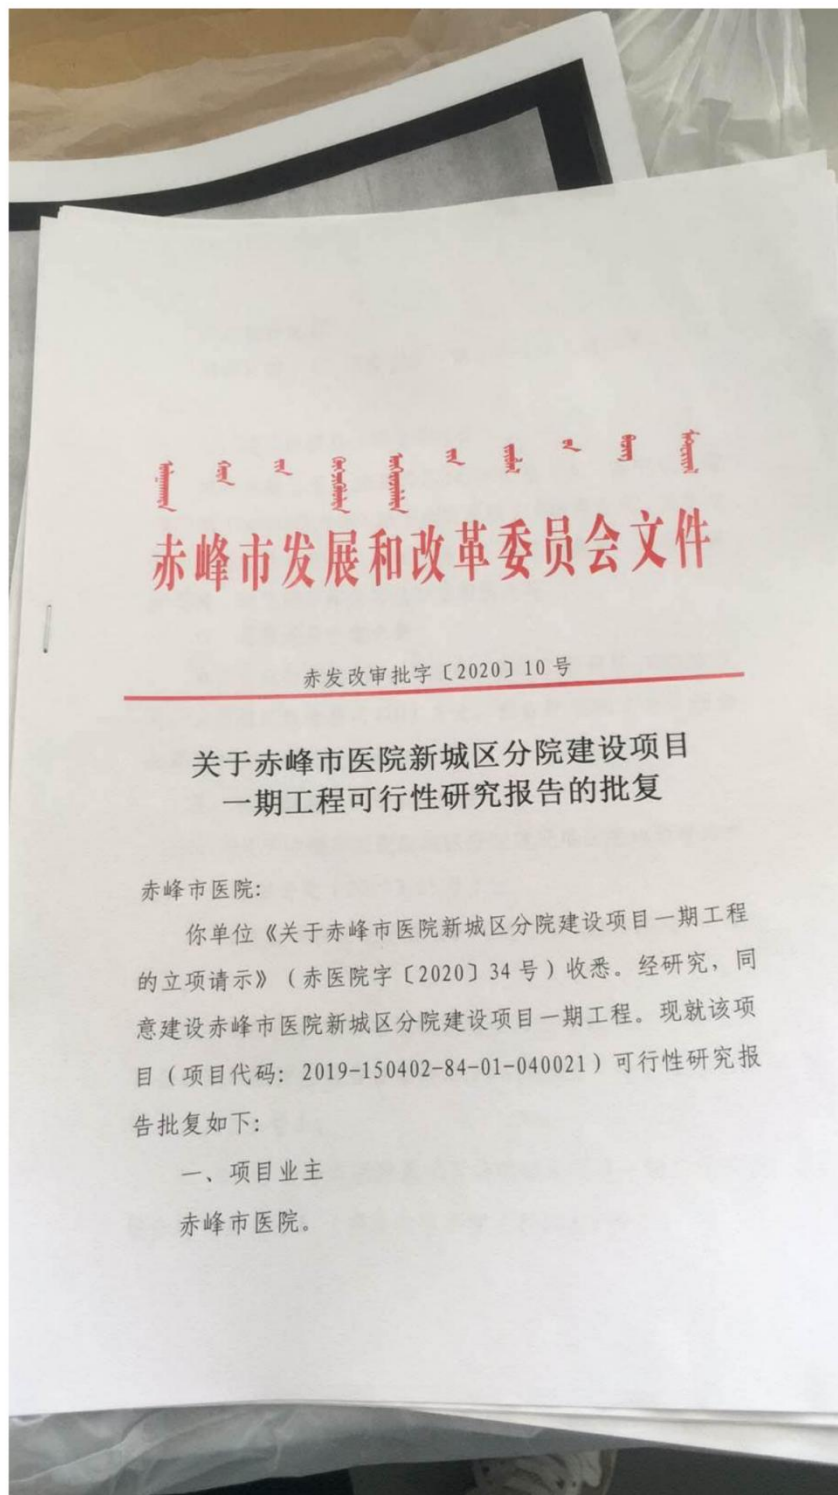 赤峰市发展和改革委员会文件
赤发改审批字〔2020〕10号
关于赤峰市医院新城区分院建设项目
一期工程可行性研究报告的批复
赤峰市医院:
你单位《关于赤峰市医院新城区分院建设项目一期工程
的立项请示》(赤医院字〔2020〕34号)收悉。经研究,同
意建设赤峰市医院新城区分院建设项目一期工程。现就该项
目(项目代码: 2019-150402-84-01-040021)可行性研究报
告批复如下:
一、项目业主
赤峰市医院。